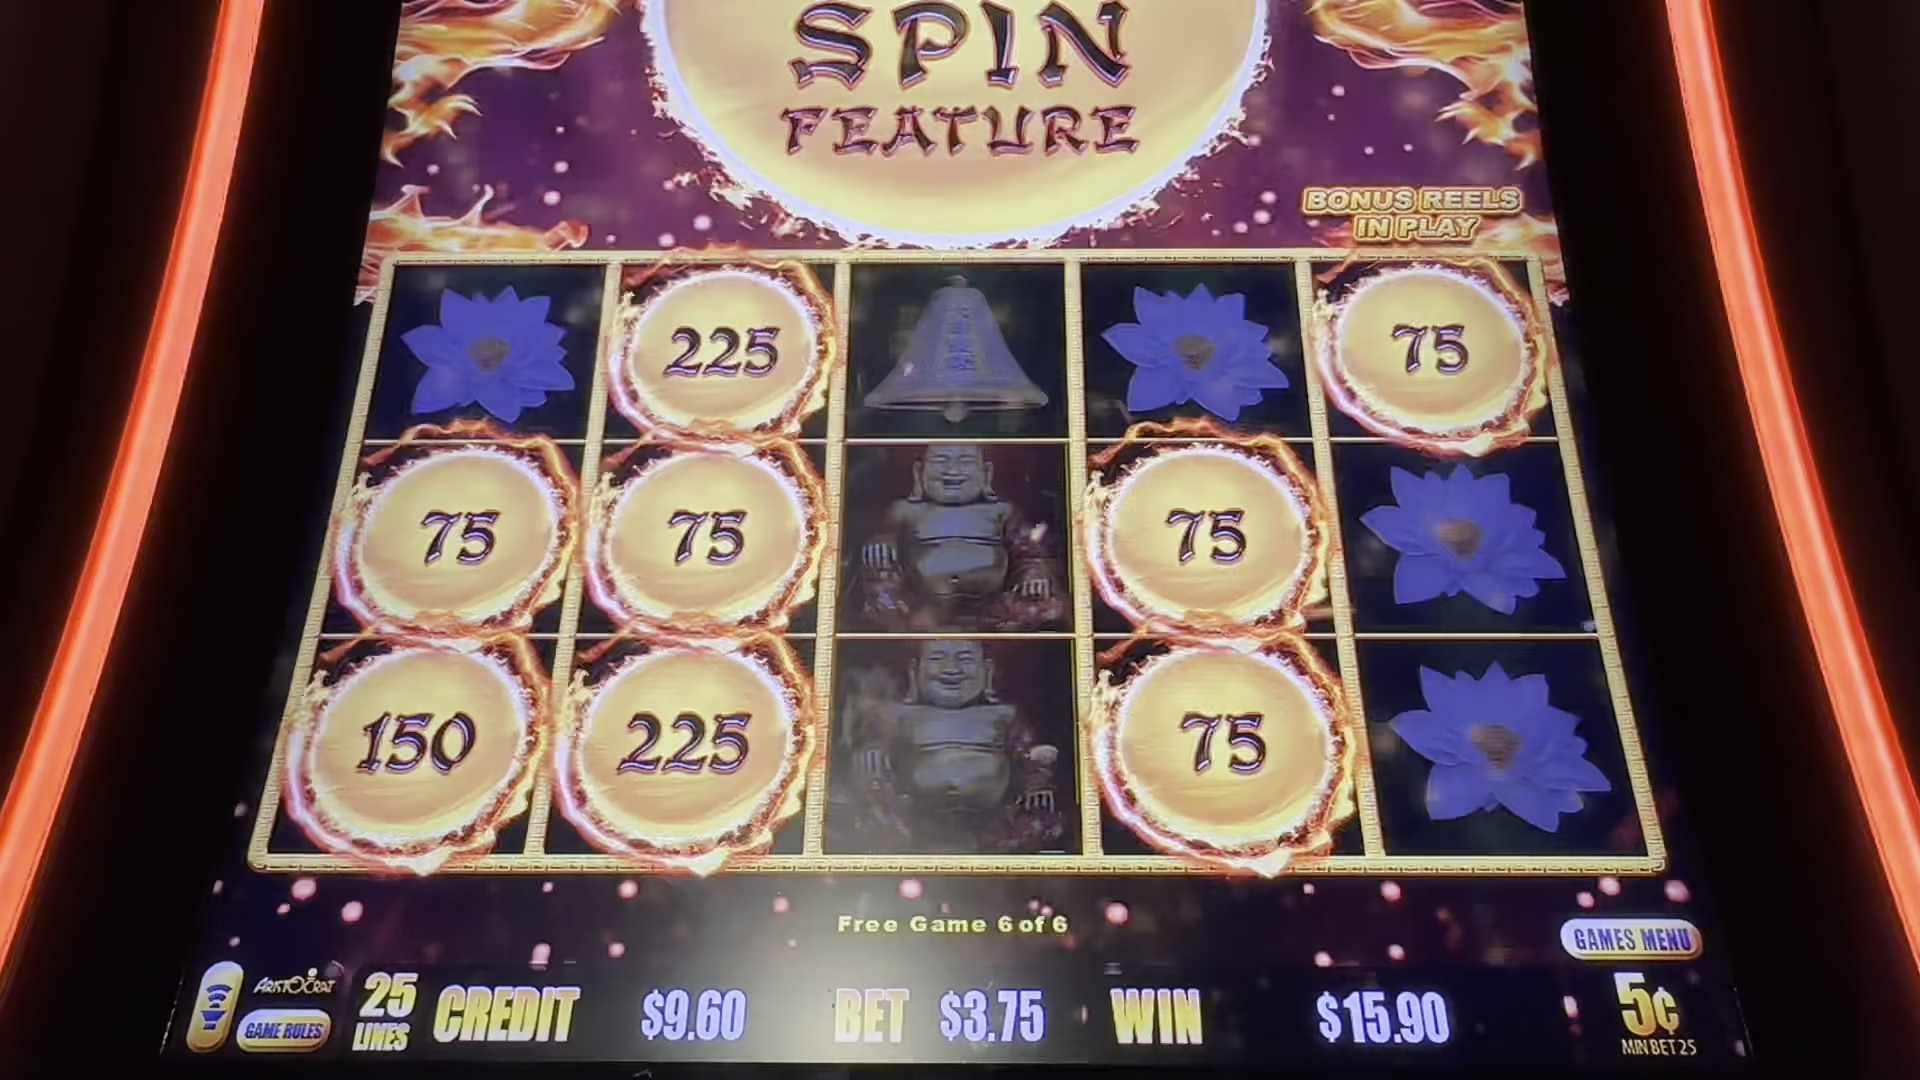 SPIN
FEATURE
BONUS REELS
IN PLAY
225
75
75
75
75
150
225
75
Free Game 6 of 6
GAMES MENU
ARISTOCRAT
GAME RULES
25
LINES
CREDIT
$9.60
BET
$3.75
WIN
$15.90
5¢
MIN BET 25